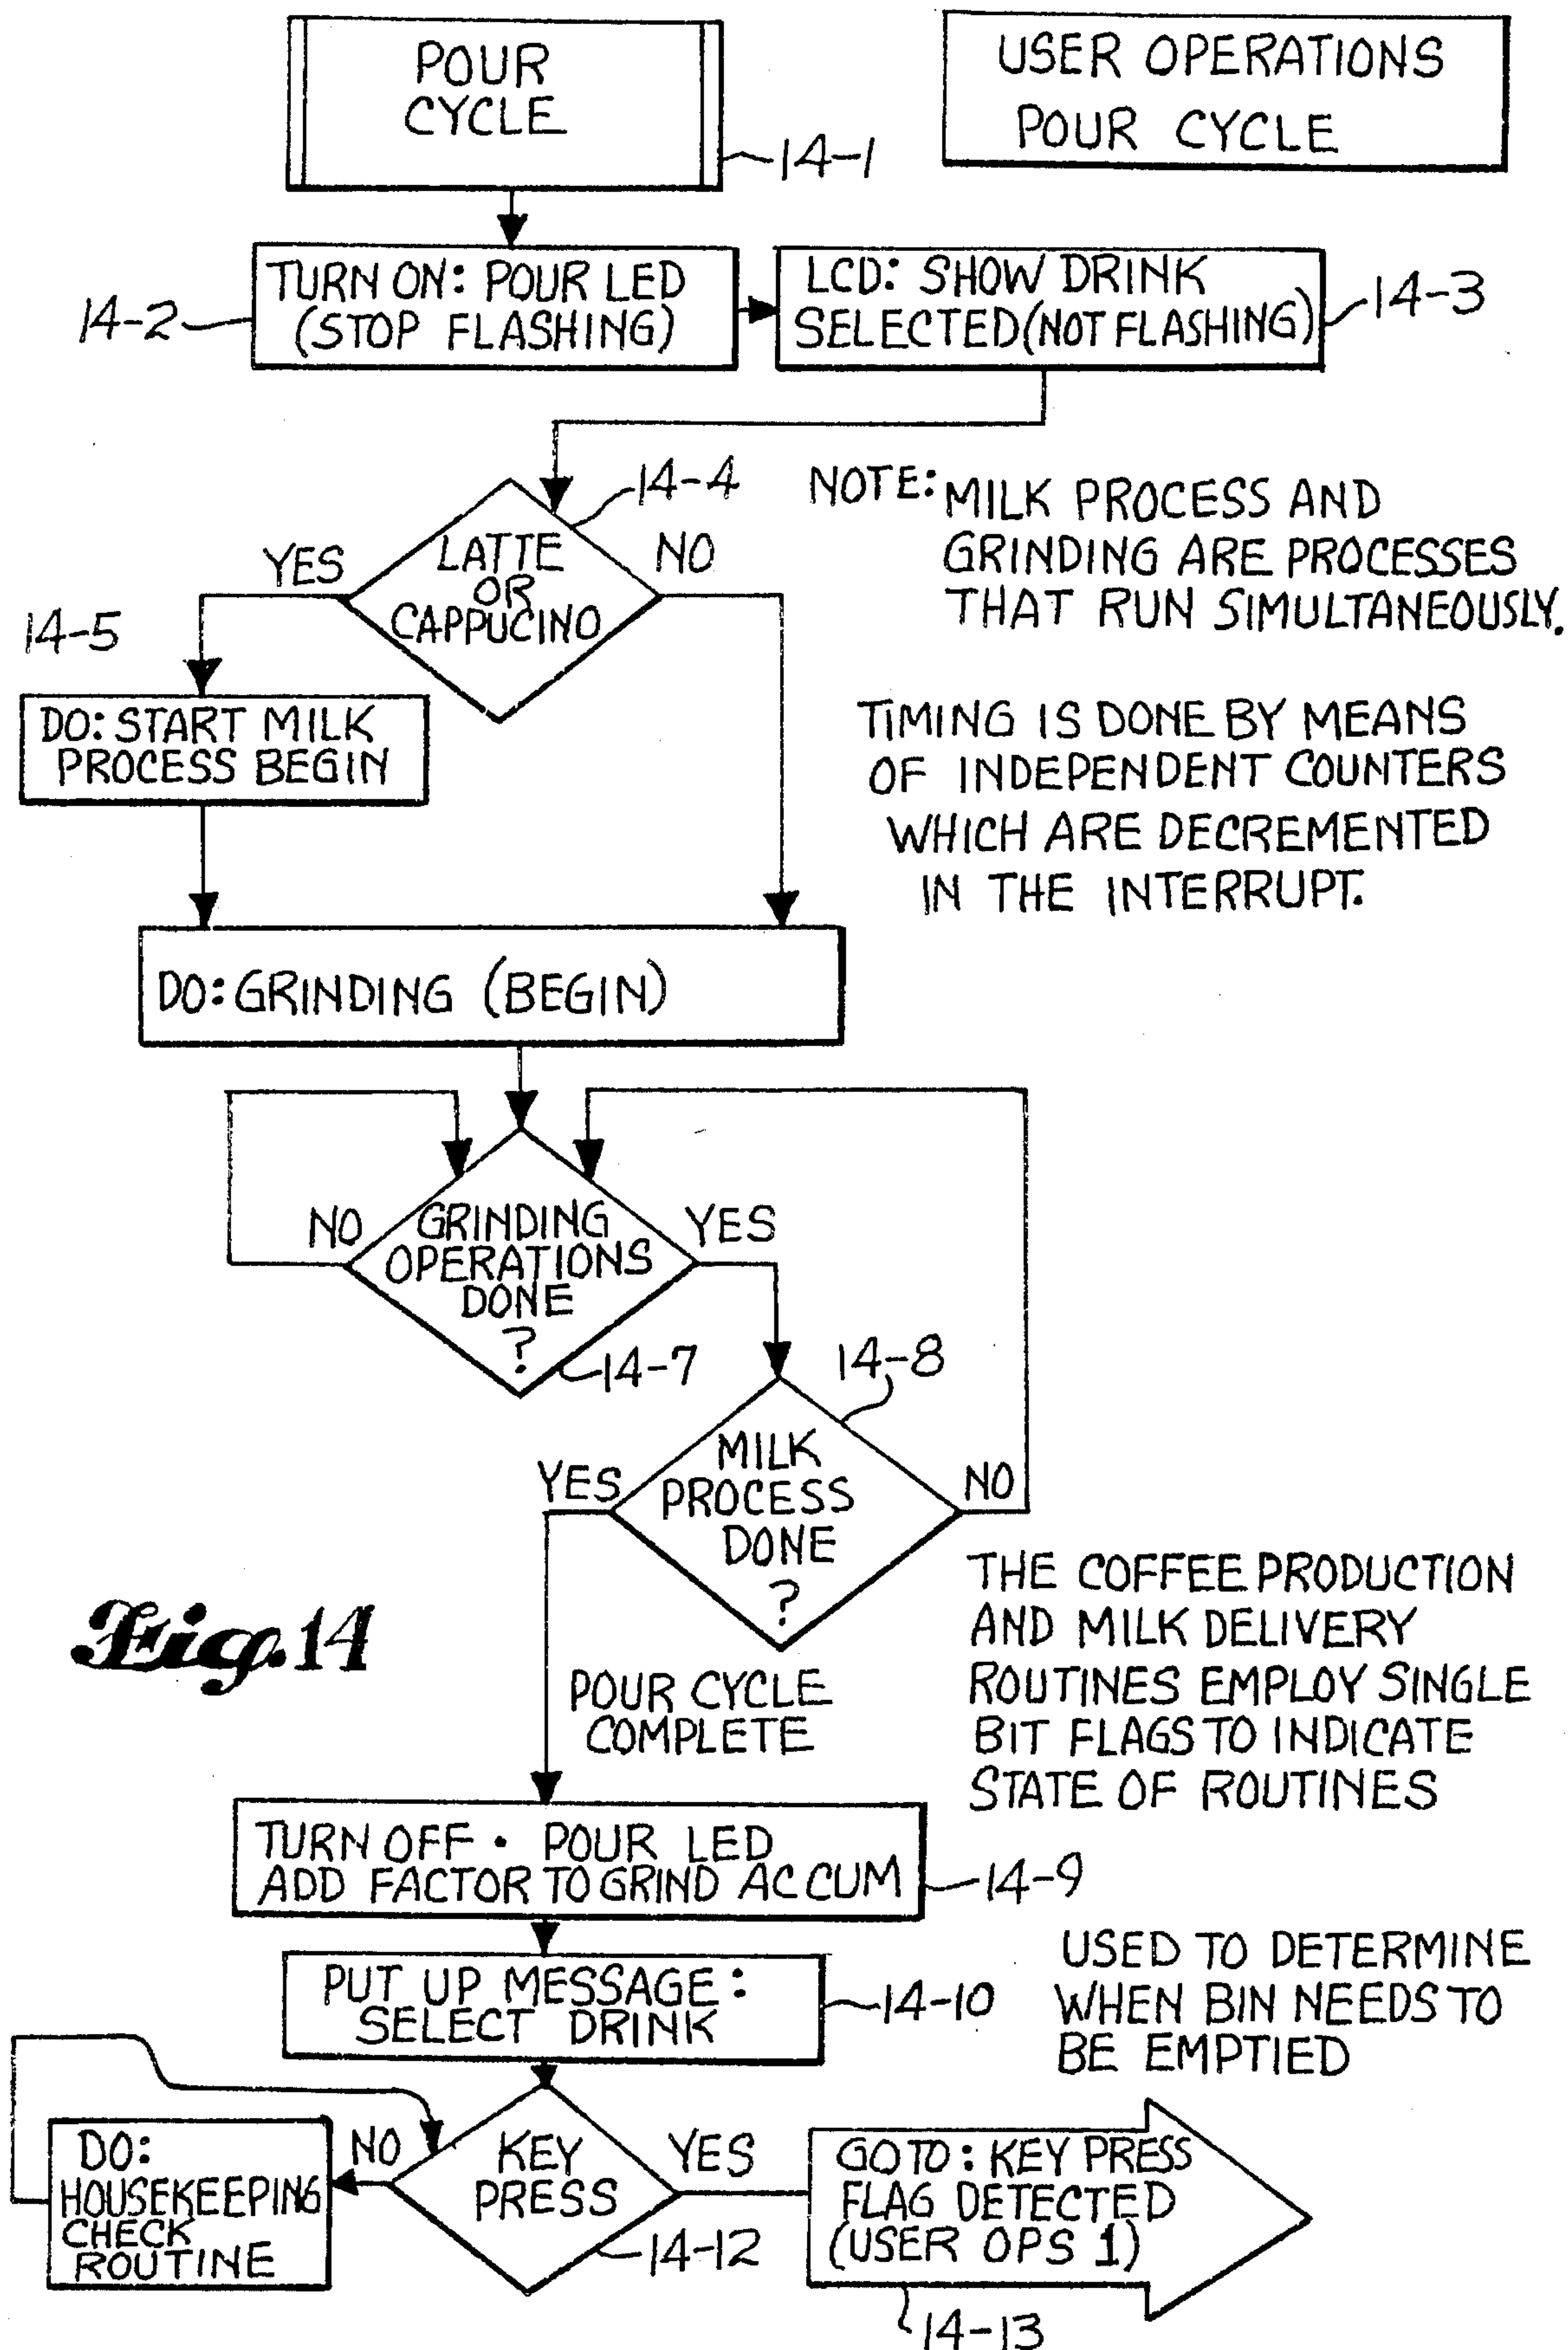 POUR
CYCLE
14-1
USER OPERATIONS
POUR CYCLE
TURN ON: POUR LED
(STOP FLASHING)
14-2
LCD: SHOW DRINK
SELECTED (NOT FLASHING)
14-3
14-4
LATTE
OR
CAPPUCINO
YES
NO
NOTE: MILK PROCESS AND
GRINDING ARE PROCESSES
THAT RUN SIMULTANEOUSLY.
14-5
DO: START MILK
PROCESS BEGIN
TIMING IS DONE BY MEANS
OF INDEPENDENT COUNTERS
WHICH ARE DECREMENTED
IN THE INTERRUPT.
DO: GRINDING (BEGIN)
NO
GRINDING
OPERATIONS
DONE
?
YES
14-7
14-8
YES
MILK
PROCESS
DONE
?
NO
THE COFFEE PRODUCTION
AND MILK DELIVERY
ROUTINES EMPLOY SINGLE
BIT FLAGS TO INDICATE
STATE OF ROUTINES
Fig. 14
POUR CYCLE
COMPLETE
TURN OFF • POUR LED
ADD FACTOR TO GRIND ACCUM
14-9
PUT UP MESSAGE:
SELECT DRINK
14-10
USED TO DETERMINE
WHEN BIN NEEDS TO
BE EMPTIED
DO:
HOUSEKEEPING
CHECK
ROUTINE
NO
KEY
PRESS
YES
14-12
GO TO: KEY PRESS
FLAG DETECTED
(USER OPS 1)
14-13